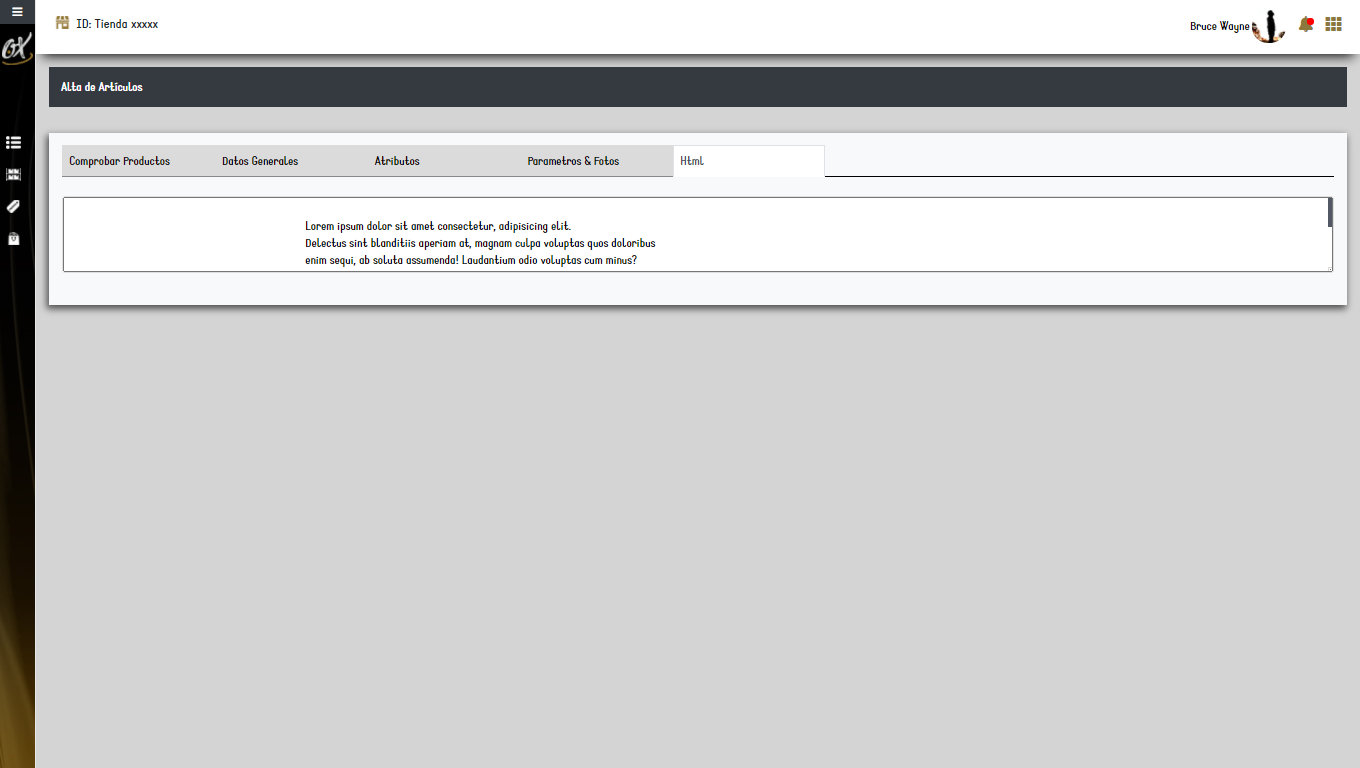 ID: Tienda xxxxx
Bruce Wayne
OX
Alta de Artículos
Comprobar Productos
Datos Generales
Atributos
Parametros & Fotos
Html
Lorem ipsum dolor sit amet consectetur, adipisicing elit.
Delectus sint blanditiis aperiam at, magnam culpa voluptas quos doloribus
enim sequi, ab soluta assumenda! Laudantium odio voluptas cum minus?